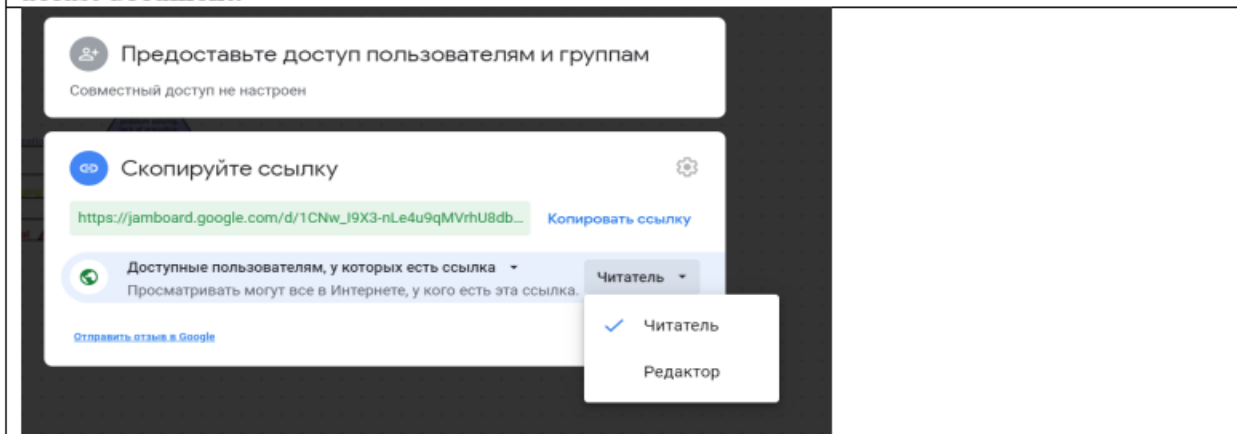 Предоставьте доступ пользователям и группам
Совместный доступ не настроен
Скопируйте ссылку
https://jamboard.google.com/d/1CNw_I9X3-nLe4u9qMVrhU8db...
Копировать ссылку
Доступные пользователям, у которых есть ссылка
Читатель
Просматривать могут все в Интернете, у кого есть эта ссылка.
Читатель
Отправить отзыв в Google
Редактор